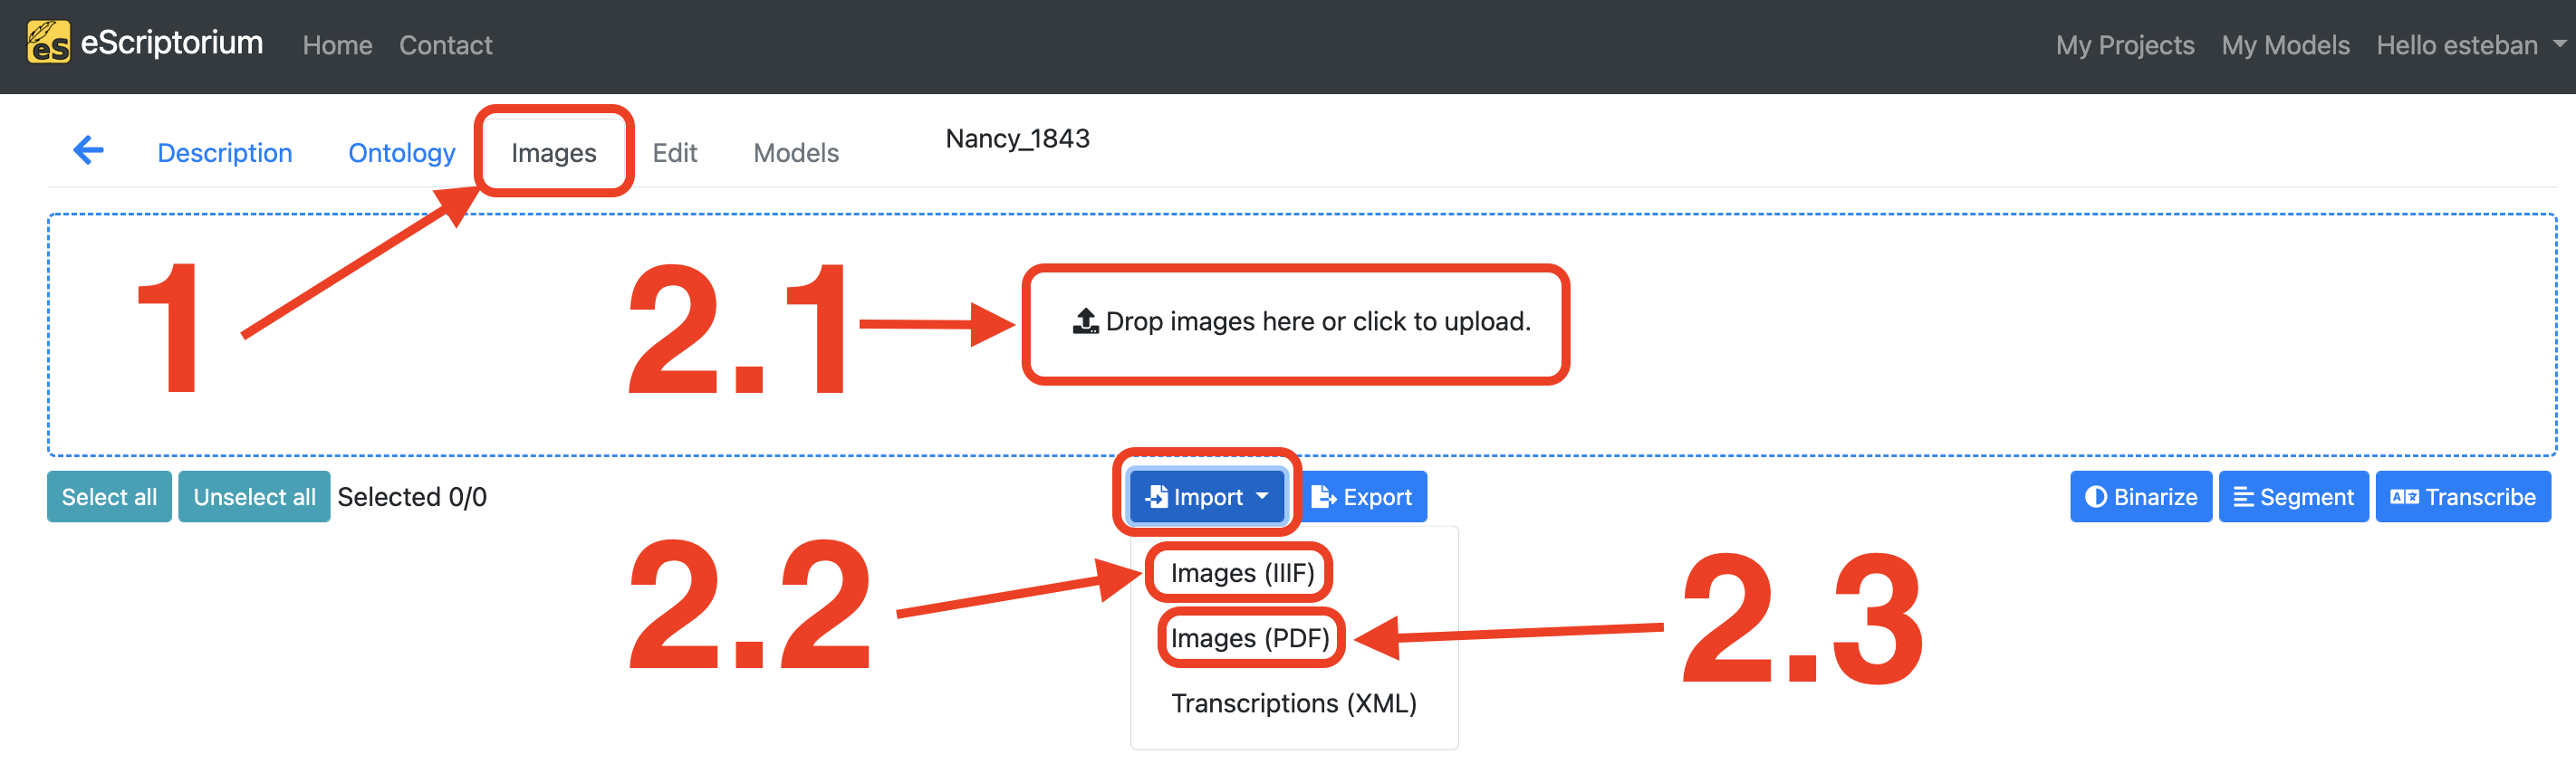 eS eScriptorium Home Contact My Projects My Models Hello esteban
Description Ontology Images Edit Models Nancy_1843
1 2.1 Drop images here or click to upload.
Select all Unselect all Selected 0/0 Import Export Binarize Segment Transcribe
2.2 Images (IIIF)
Images (PDF) 2.3
Transcriptions (XML)